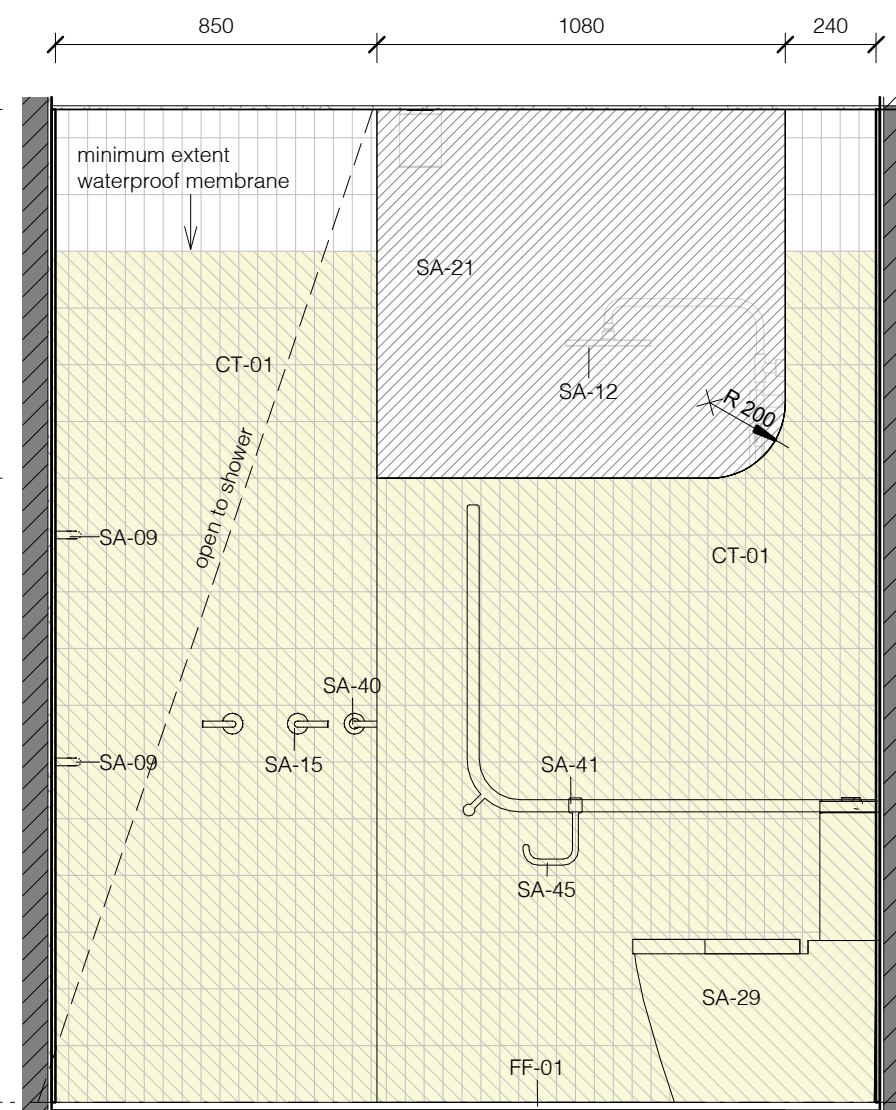 850
1080
240
minimum extent
waterproof membrane
SA-21
CT-01
SA-12
R 200
open to shower
SA-09
CT-01
SA-40
SA-09
SA-15
SA-41
SA-45
SA-29
FF-01